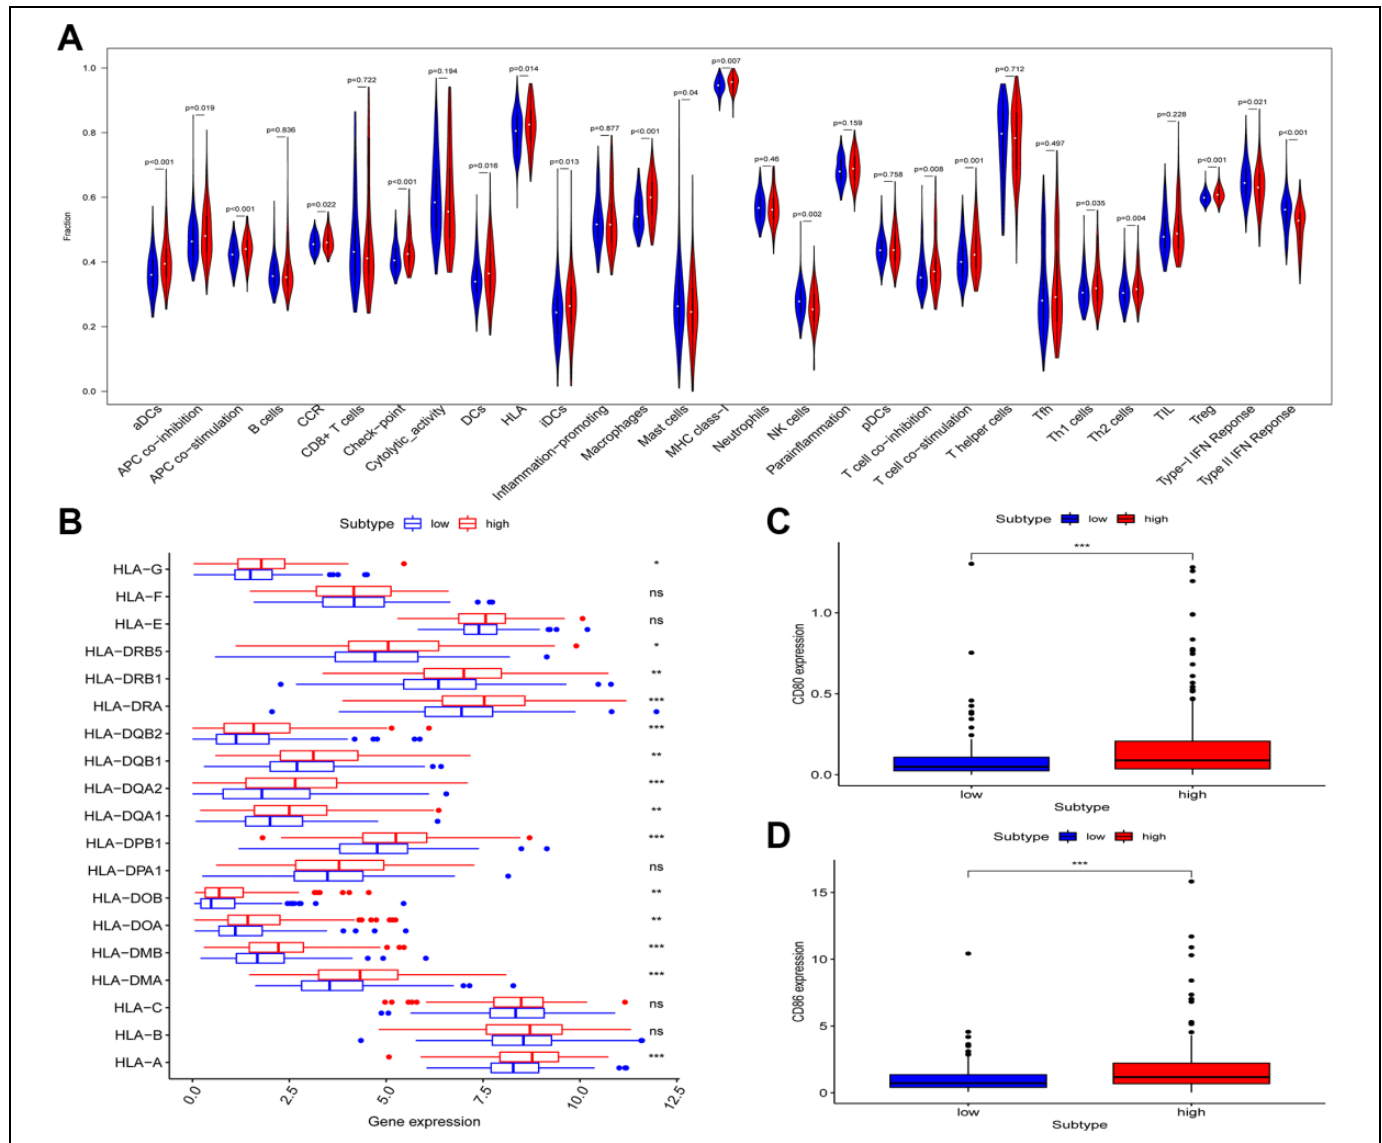 A
p=0.001
p=0.019
p<0.001
p=0.836
p=0.022
p=0.722
p<0.001
p=0.194
p=0.016
p=0.014
p=0.013
p=0.877
p<0.001
p=0.04
p=0.007
p=0.46
p=0.002
p=0.159
p=0.758
p=0.008
p=0.001
p=0.712
p=0.497
p=0.035
p=0.004
p=0.228
p<0.001
p=0.021
p<0.001
Fraction
1.0
0.8
0.6
0.4
0.2
0.0
aDCs
APC co−inhibition
APC co−stimulation
B cells
CCR
CD8+ T cells
Check−point
Cytolytic_activity
DCs
HLA
iDCs
Inflammation−promoting
Macrophages
Mast cells
MHC class−I
Neutrophils
NK cells
Parainflammation
pDCs
T cell co−inhibition
T cell co−stimulation
T helper cells
Tfh
Th1 cells
Th2 cells
TIL
Treg
Type−I IFN Reponse
Type II IFN Reponse
B
Subtype low high
HLA−G *
HLA−F ns
HLA−E ns
HLA−DRB5 *
HLA−DRB1 **
HLA−DRA ***
HLA−DQB2 ***
HLA−DQB1 **
HLA−DQA2 ***
HLA−DQA1 **
HLA−DPB1 ***
HLA−DPA1 ns
HLA−DOB **
HLA−DOA **
HLA−DMB ***
HLA−DMA ***
HLA−C ns
HLA−B ns
HLA−A ***
0.0 2.5 5.0 7.5 10.0 12.5
Gene expression
C
Subtype low high
***
CD80 expression
1.0
0.5
0.0
low high
Subtype
D
Subtype low high
***
CD86 expression
15
10
5
0
low high
Subtype